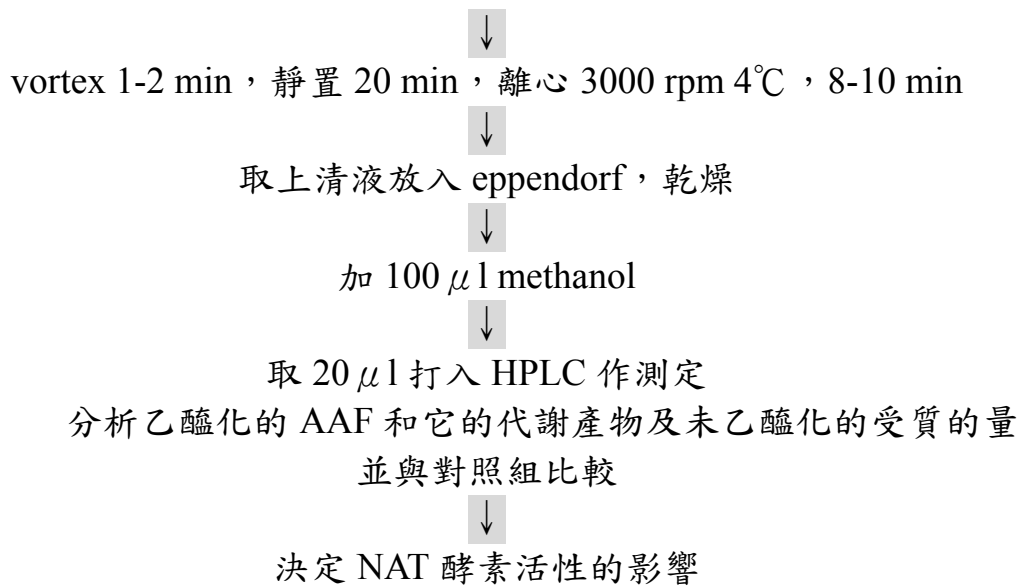 ↓
vortex 1-2 min，靜置 20 min，離心 3000 rpm 4℃，8-10 min
↓
取上清液放入 eppendorf，乾燥
↓
加 100 μl methanol
↓
取 20 μl 打入 HPLC 作測定
分析乙醯化的 AAF 和它的代謝產物及未乙醯化的受質的量
並與對照組比較
↓
決定 NAT 酵素活性的影響